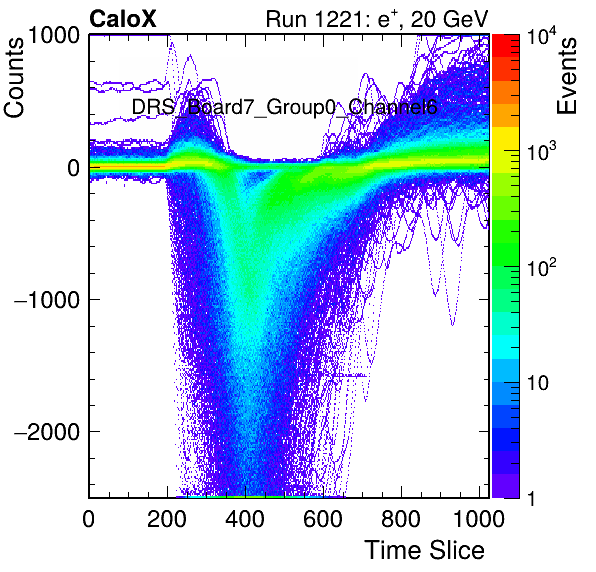 CaloX Run 1221: e⁺, 20 GeV
Counts
Events
DRS_Board7_Group0_Channel6
1000
0
−1000
−2000
0 200 400 600 800 1000
Time Slice
10⁴
10³
10²
10
1